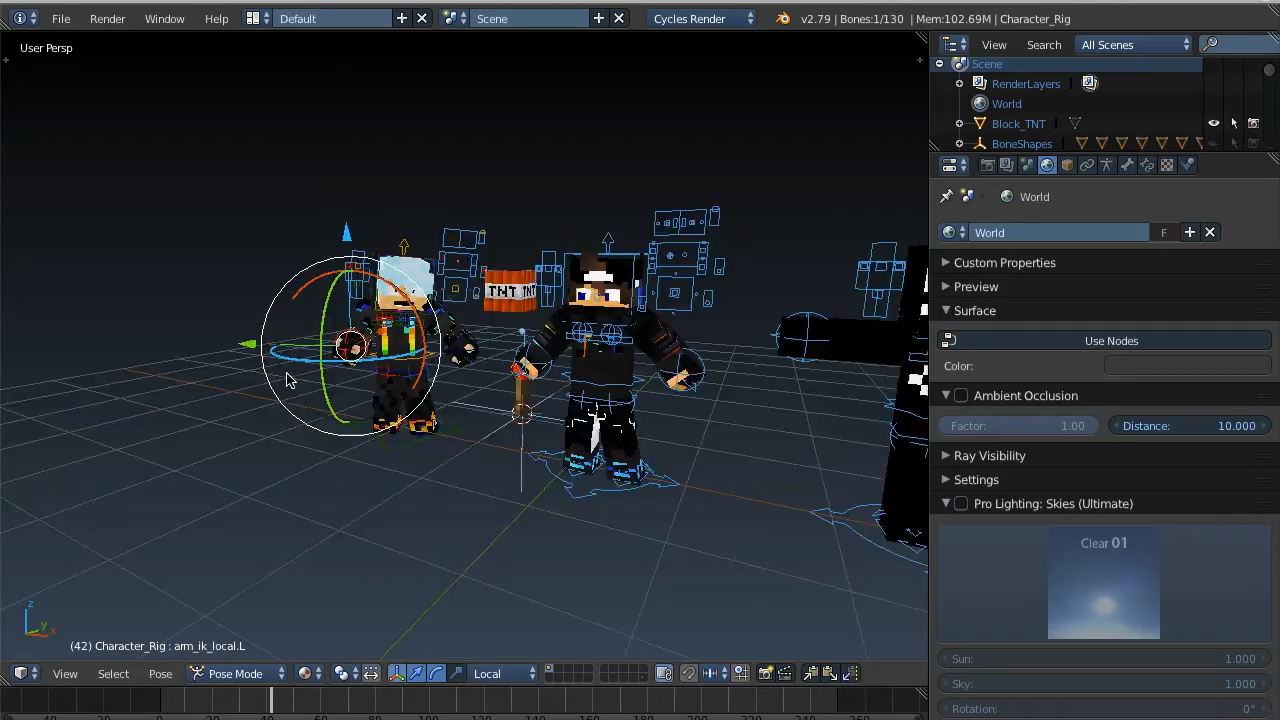 File Render Window Help Default Scene Cycles Render v2.79 | Bones:1/130 | Mem:102.69M | Character_Rig
User Persp
View Search All Scenes
Scene
RenderLayers
World
Block_TNT
BoneShapes
World
World F
Custom Properties
Preview
Surface
Use Nodes
Color:
Ambient Occlusion
Factor: 1.00 Distance: 10.000
Ray Visibility
Settings
Pro Lighting: Skies (Ultimate)
Clear 01
Sun: 1.000
Sky: 1.000
Rotation: 0°
TNT TNT
z
y
x
(42) Character_Rig : arm_ik_local.L
View Select Pose Pose Mode Local